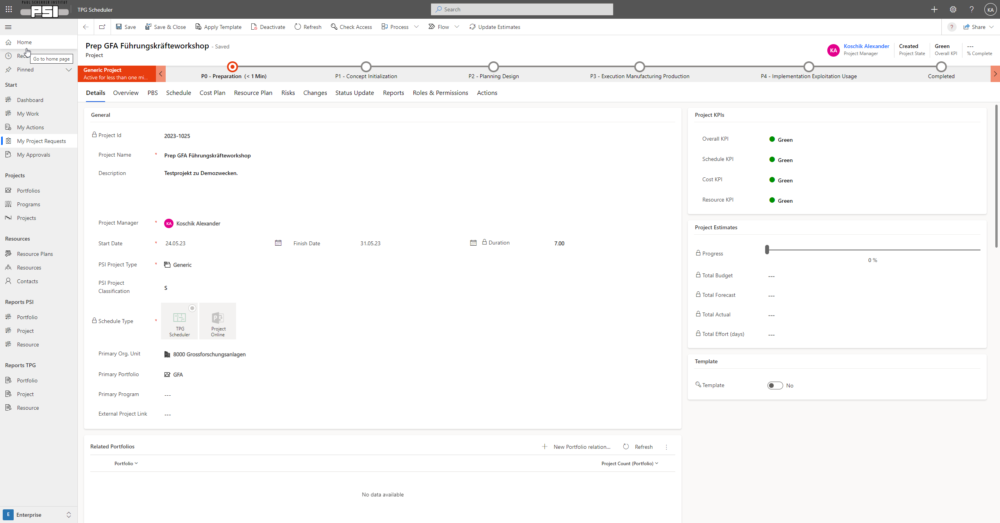 PAUL SCHERRER INSTITUT
PSI
TPG Scheduler
Search
KA
Save
Save & Close
Apply Template
Deactivate
Refresh
Check Access
Process
Flow
Update Estimates
?
Share
Home
Go to home page
Pinned
Start
Dashboard
My Work
My Actions
My Project Requests
My Approvals
Projects
Portfolios
Programs
Projects
Resources
Resource Plans
Resources
Contacts
Reports PSI
Portfolio
Project
Resource
Reports TPG
Portfolio
Project
Resource
E Enterprise
Prep GFA Führungskräfteworkshop - Saved
Project
KA
Koschik Alexander
Project Manager
Created
Project State
Green
Overall KPI
---
% Complete
Generic Project
Active for less than one mi...
P0 - Preparation (< 1 Min)
P1 - Concept Initialization
P2 - Planning Design
P3 - Execution Manufacturing Production
P4 - Implementation Exploitation Usage
Completed
Details Overview PBS Schedule Cost Plan Resource Plan Risks Changes Status Update Reports Roles & Permissions Actions
General
Project Id 2023-1025
Project Name * Prep GFA Führungskräfteworkshop
Description Testprojekt zu Demozwecken.
Project Manager * KA Koschik Alexander
Start Date * 24.05.23 Finish Date 31.05.23 Duration 7.00
PSI Project Type * Generic
PSI Project
Classification
S
Schedule Type *
TPG
Scheduler
Project
Online
Primary Org. Unit 8000 Grossforschungsanlagen
Primary Portfolio GFA
Primary Program ---
External Project Link ---
Related Portfolios
New Portfolio relation... Refresh
Portfolio Project Count (Portfolio)
No data available
Project KPIs
Overall KPI Green
Schedule KPI Green
Cost KPI Green
Resource KPI Green
Project Estimates
Progress
0 %
Total Budget ---
Total Forecast ---
Total Actual ---
Total Effort (days) ---
Template
Template No